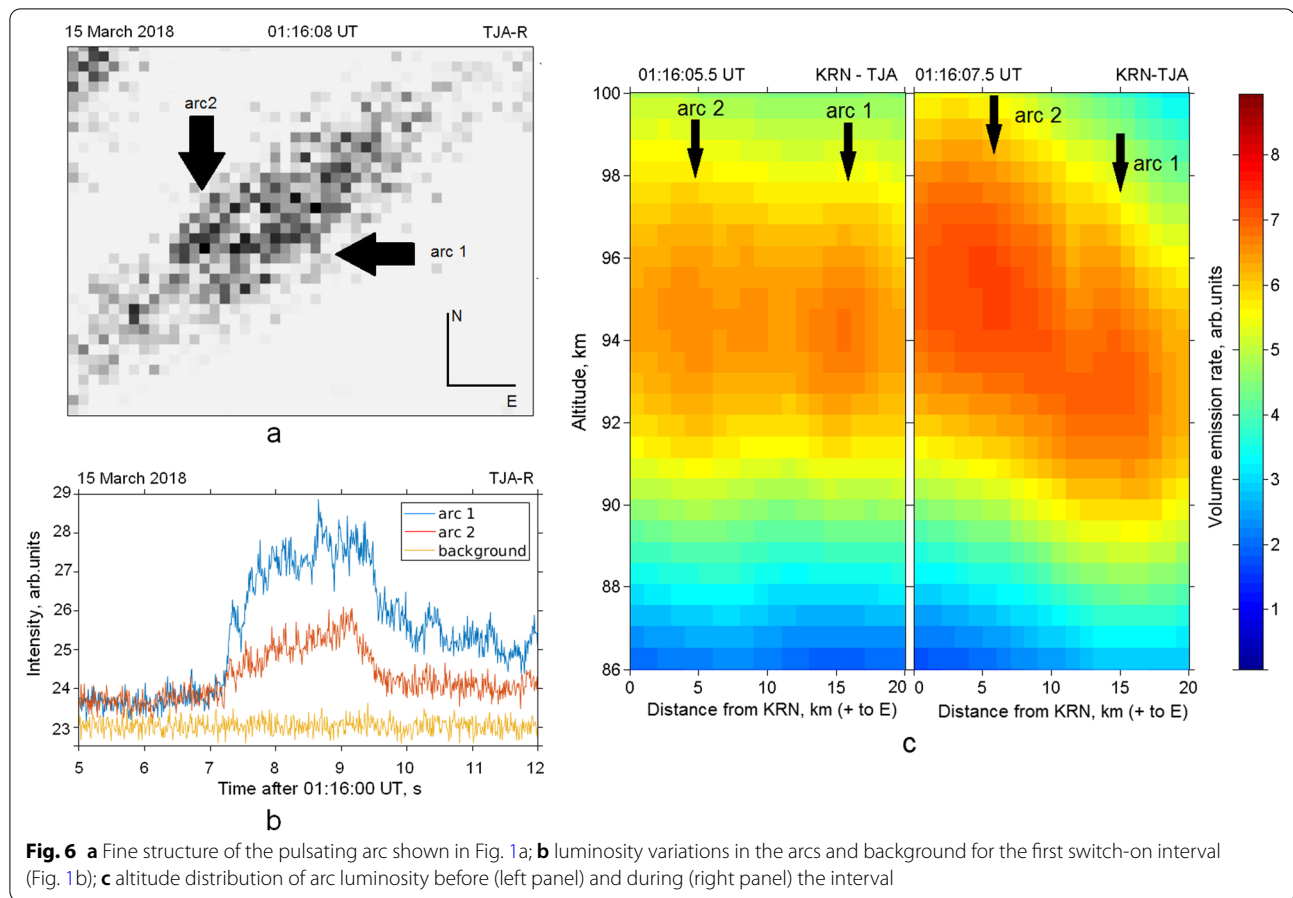 15 March 2018 01:16:08 UT TJA-R
arc2
arc 1
N
E
a
15 March 2018 TJA-R
29
28
27
26
25
24
23
Intensity, arb.units
arc 1
arc 2
background
5 6 7 8 9 10 11 12
Time after 01:16:00 UT, s
b
01:16:05.5 UT KRN - TJA
arc 2 arc 1
01:16:07.5 UT KRN-TJA
arc 2
arc 1
100
98
96
94
92
90
88
86
Altitude, km
0 5 10 15 20
Distance from KRN, km (+ to E)
0 5 10 15 20
Distance from KRN, km (+ to E)
8
7
6
5
4
3
2
1
Volume emission rate, arb.units
c
Fig. 6 a Fine structure of the pulsating arc shown in Fig. 1a; b luminosity variations in the arcs and background for the first switch-on interval
(Fig. 1b); c altitude distribution of arc luminosity before (left panel) and during (right panel) the interval